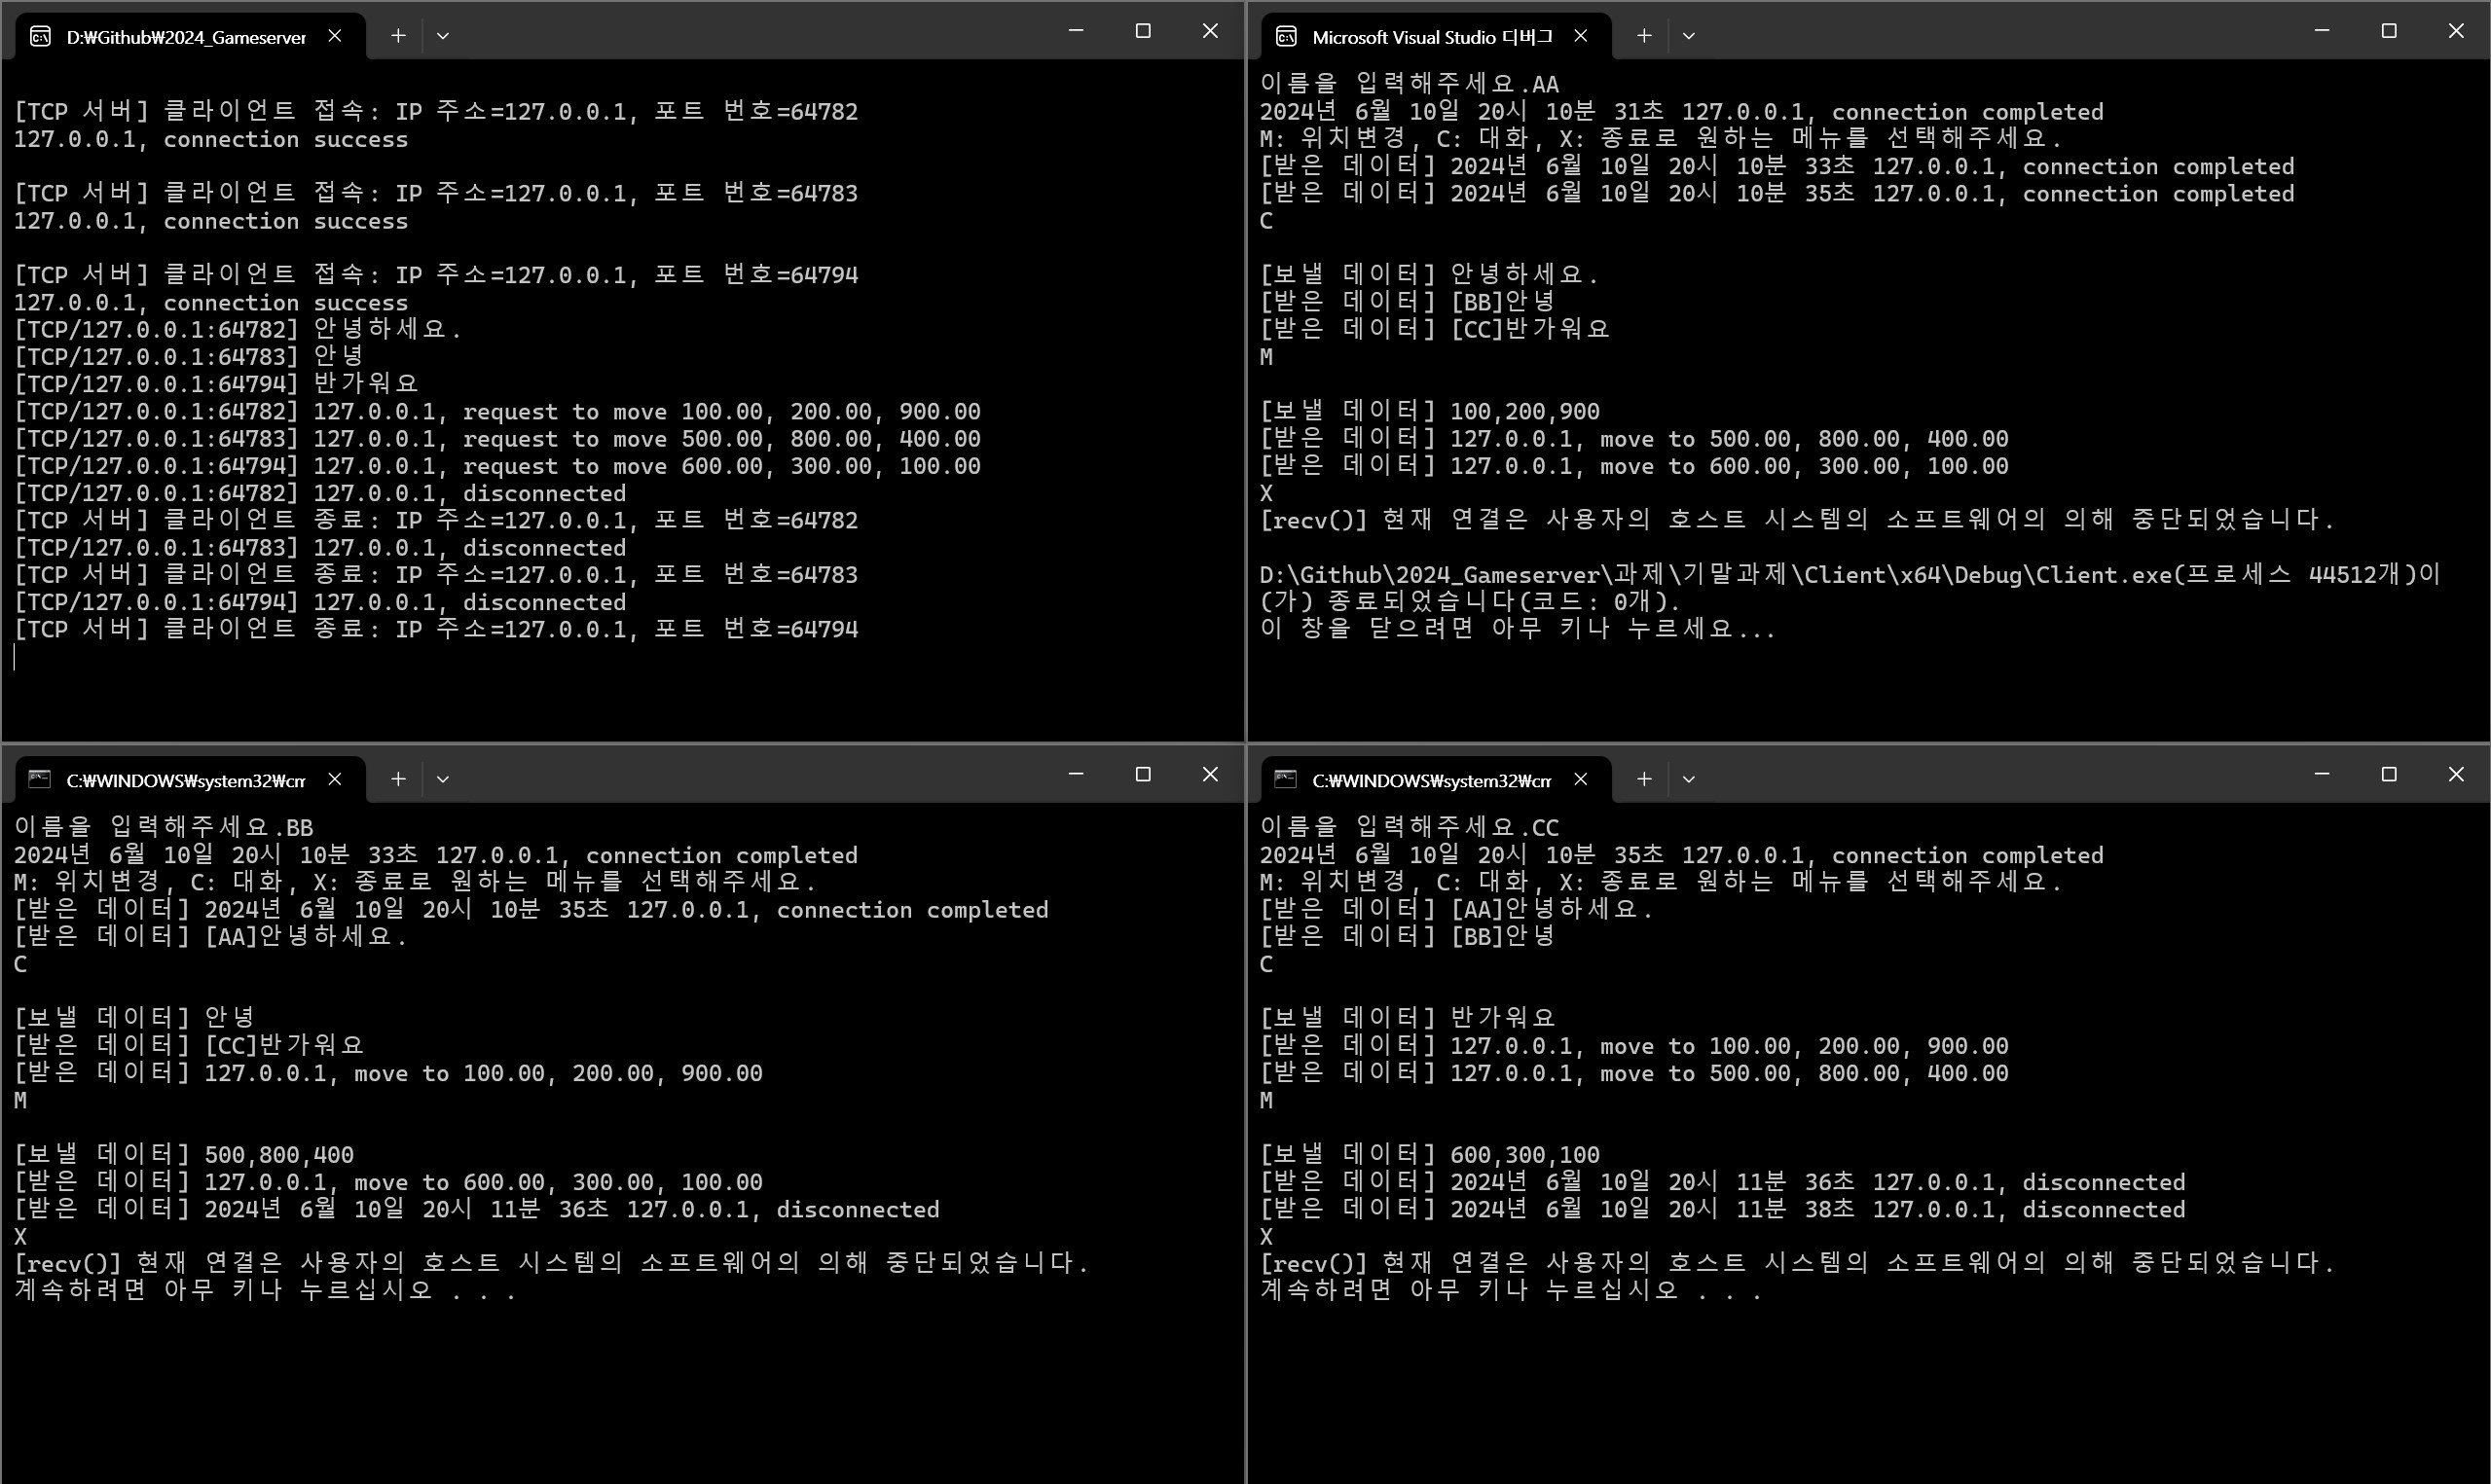 D:₩Github₩2024_Gameserver
[TCP 서버] 클라이언트 접속: IP 주소=127.0.0.1, 포트 번호=64782
127.0.0.1, connection success
[TCP 서버] 클라이언트 접속: IP 주소=127.0.0.1, 포트 번호=64783
127.0.0.1, connection success
[TCP 서버] 클라이언트 접속: IP 주소=127.0.0.1, 포트 번호=64794
127.0.0.1, connection success
[TCP/127.0.0.1:64782] 안녕하세요.
[TCP/127.0.0.1:64783] 안녕
[TCP/127.0.0.1:64794] 반가워요
[TCP/127.0.0.1:64782] 127.0.0.1, request to move 100.00, 200.00, 900.00
[TCP/127.0.0.1:64783] 127.0.0.1, request to move 500.00, 800.00, 400.00
[TCP/127.0.0.1:64794] 127.0.0.1, request to move 600.00, 300.00, 100.00
[TCP/127.0.0.1:64782] 127.0.0.1, disconnected
[TCP 서버] 클라이언트 종료: IP 주소=127.0.0.1, 포트 번호=64782
[TCP/127.0.0.1:64783] 127.0.0.1, disconnected
[TCP 서버] 클라이언트 종료: IP 주소=127.0.0.1, 포트 번호=64783
[TCP/127.0.0.1:64794] 127.0.0.1, disconnected
[TCP 서버] 클라이언트 종료: IP 주소=127.0.0.1, 포트 번호=64794
Microsoft Visual Studio 디버그
이름을 입력해주세요.AA
2024년 6월 10일 20시 10분 31초 127.0.0.1, connection completed
M: 위치변경, C: 대화, X: 종료로 원하는 메뉴를 선택해주세요.
[받은 데이터] 2024년 6월 10일 20시 10분 33초 127.0.0.1, connection completed
[받은 데이터] 2024년 6월 10일 20시 10분 35초 127.0.0.1, connection completed
C
[보낼 데이터] 안녕하세요.
[받은 데이터] [BB]안녕
[받은 데이터] [CC]반가워요
M
[보낼 데이터] 100,200,900
[받은 데이터] 127.0.0.1, move to 500.00, 800.00, 400.00
[받은 데이터] 127.0.0.1, move to 600.00, 300.00, 100.00
X
[recv()] 현재 연결은 사용자의 호스트 시스템의 소프트웨어의 의해 중단되었습니다.
D:\Github\2024_Gameserver\과제\기말과제\Client\x64\Debug\Client.exe(프로세스 44512개)이
(가) 종료되었습니다(코드: 0개).
이 창을 닫으려면 아무 키나 누르세요...
C:₩WINDOWS₩system32₩cm
이름을 입력해주세요.BB
2024년 6월 10일 20시 10분 33초 127.0.0.1, connection completed
M: 위치변경, C: 대화, X: 종료로 원하는 메뉴를 선택해주세요.
[받은 데이터] 2024년 6월 10일 20시 10분 35초 127.0.0.1, connection completed
[받은 데이터] [AA]안녕하세요.
C
[보낼 데이터] 안녕
[받은 데이터] [CC]반가워요
[받은 데이터] 127.0.0.1, move to 100.00, 200.00, 900.00
M
[보낼 데이터] 500,800,400
[받은 데이터] 127.0.0.1, move to 600.00, 300.00, 100.00
[받은 데이터] 2024년 6월 10일 20시 11분 36초 127.0.0.1, disconnected
X
[recv()] 현재 연결은 사용자의 호스트 시스템의 소프트웨어의 의해 중단되었습니다.
계속하려면 아무 키나 누르십시오 . . .
C:₩WINDOWS₩system32₩cm
이름을 입력해주세요.CC
2024년 6월 10일 20시 10분 35초 127.0.0.1, connection completed
M: 위치변경, C: 대화, X: 종료로 원하는 메뉴를 선택해주세요.
[받은 데이터] [AA]안녕하세요.
[받은 데이터] [BB]안녕
C
[보낼 데이터] 반가워요
[받은 데이터] 127.0.0.1, move to 100.00, 200.00, 900.00
[받은 데이터] 127.0.0.1, move to 500.00, 800.00, 400.00
M
[보낼 데이터] 600,300,100
[받은 데이터] 2024년 6월 10일 20시 11분 36초 127.0.0.1, disconnected
[받은 데이터] 2024년 6월 10일 20시 11분 38초 127.0.0.1, disconnected
X
[recv()] 현재 연결은 사용자의 호스트 시스템의 소프트웨어의 의해 중단되었습니다.
계속하려면 아무 키나 누르십시오 . . .